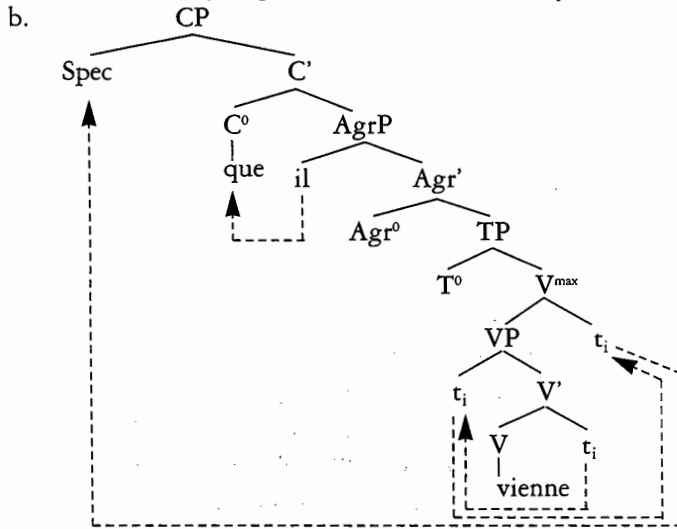 b.
CP
Spec C'
C⁰ AgrP
que il Agr'
Agr⁰ TP
T⁰ Vᵐᵃˣ
VP tᵢ
tᵢ V'
V tᵢ
vienne